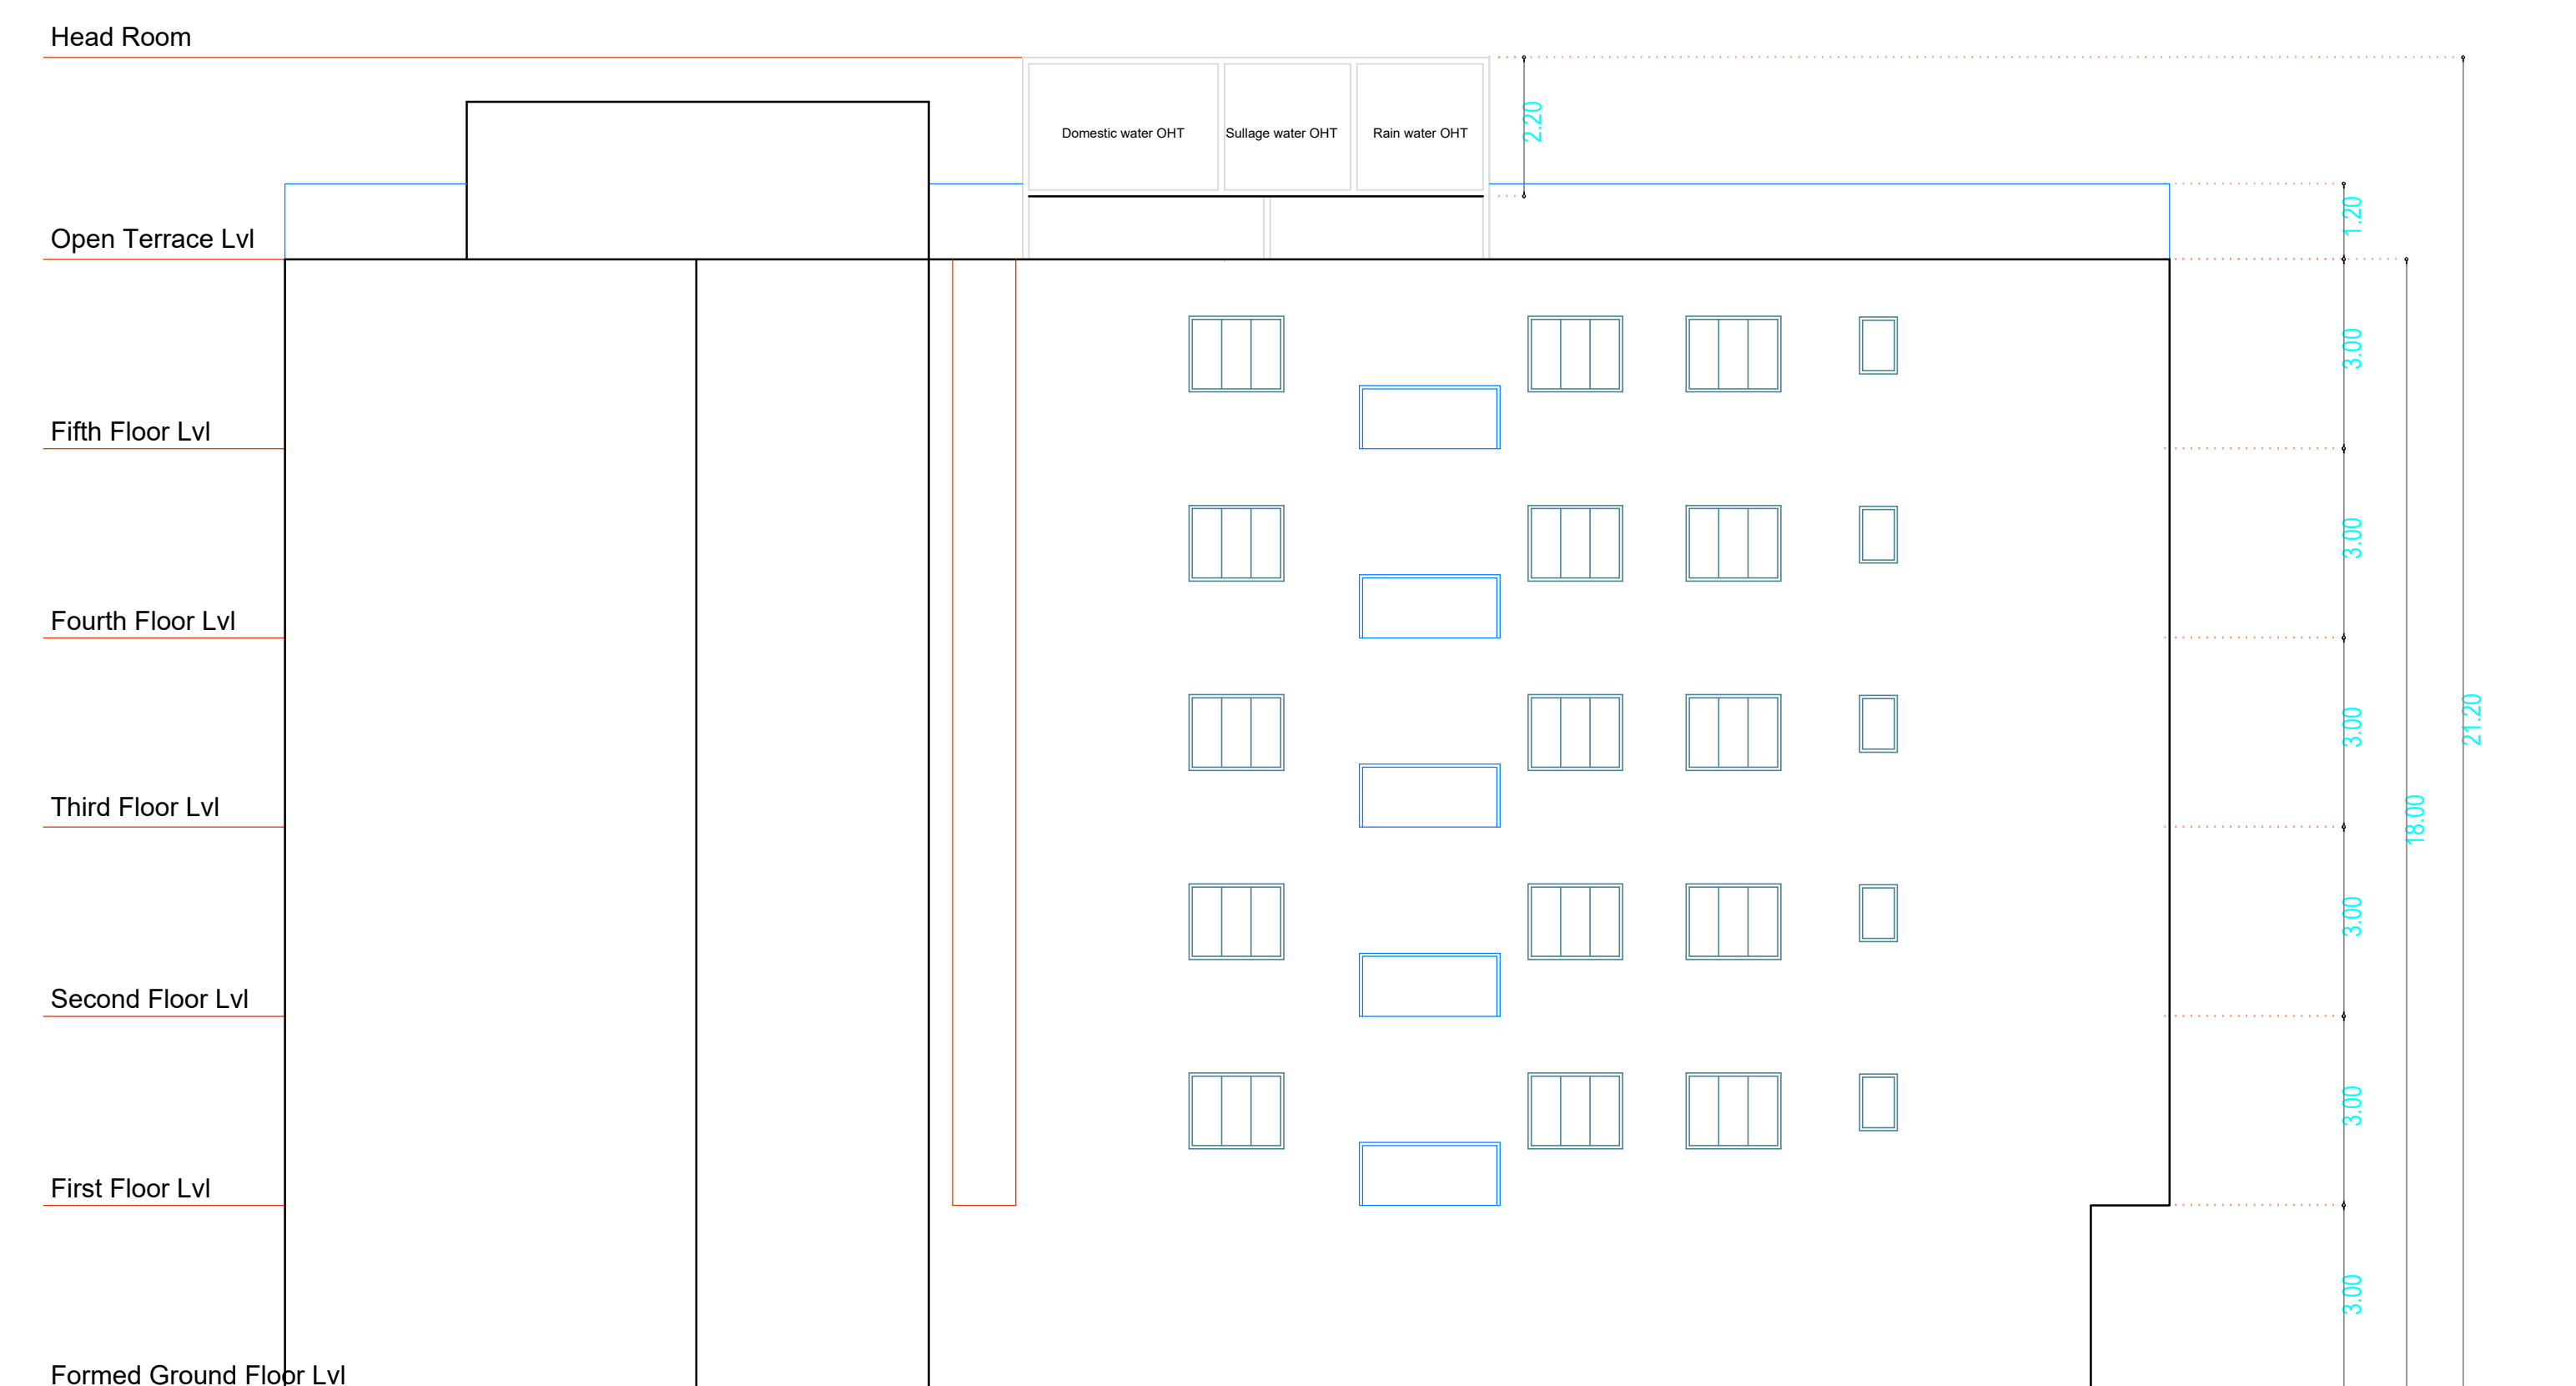 Head Room
Domestic water OHT
Sullage water OHT
Rain water OHT
2.20
Open Terrace Lvl
1.20
3.00
Fifth Floor Lvl
3.00
Fourth Floor Lvl
3.00
21.20
Third Floor Lvl
18.00
3.00
Second Floor Lvl
3.00
First Floor Lvl
3.00
Formed Ground Floor Lvl